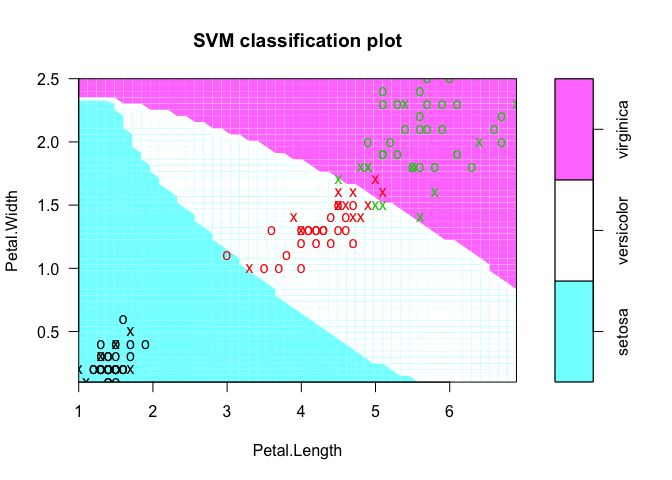 SVM classification plot
2.5
2.0
1.5
1.0
0.5
Petal.Width
1 2 3 4 5 6
Petal.Length
virginica
versicolor
setosa